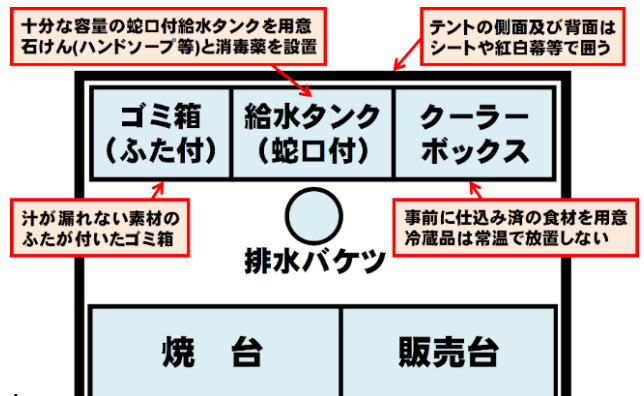 十分な容量の蛇口付給水タンクを用意
石けん(ハンドソープ等)と消毒薬を設置
テントの側面及び背面は
シートや紅白幕等で囲う
ゴミ箱
（ふた付）
給水タンク
（蛇口付）
クーラー
ボックス
汁が漏れない素材の
ふたが付いたゴミ箱
事前に仕込み済の食材を用意
冷蔵品は常温で放置しない
排水バケツ
焼　台
販売台